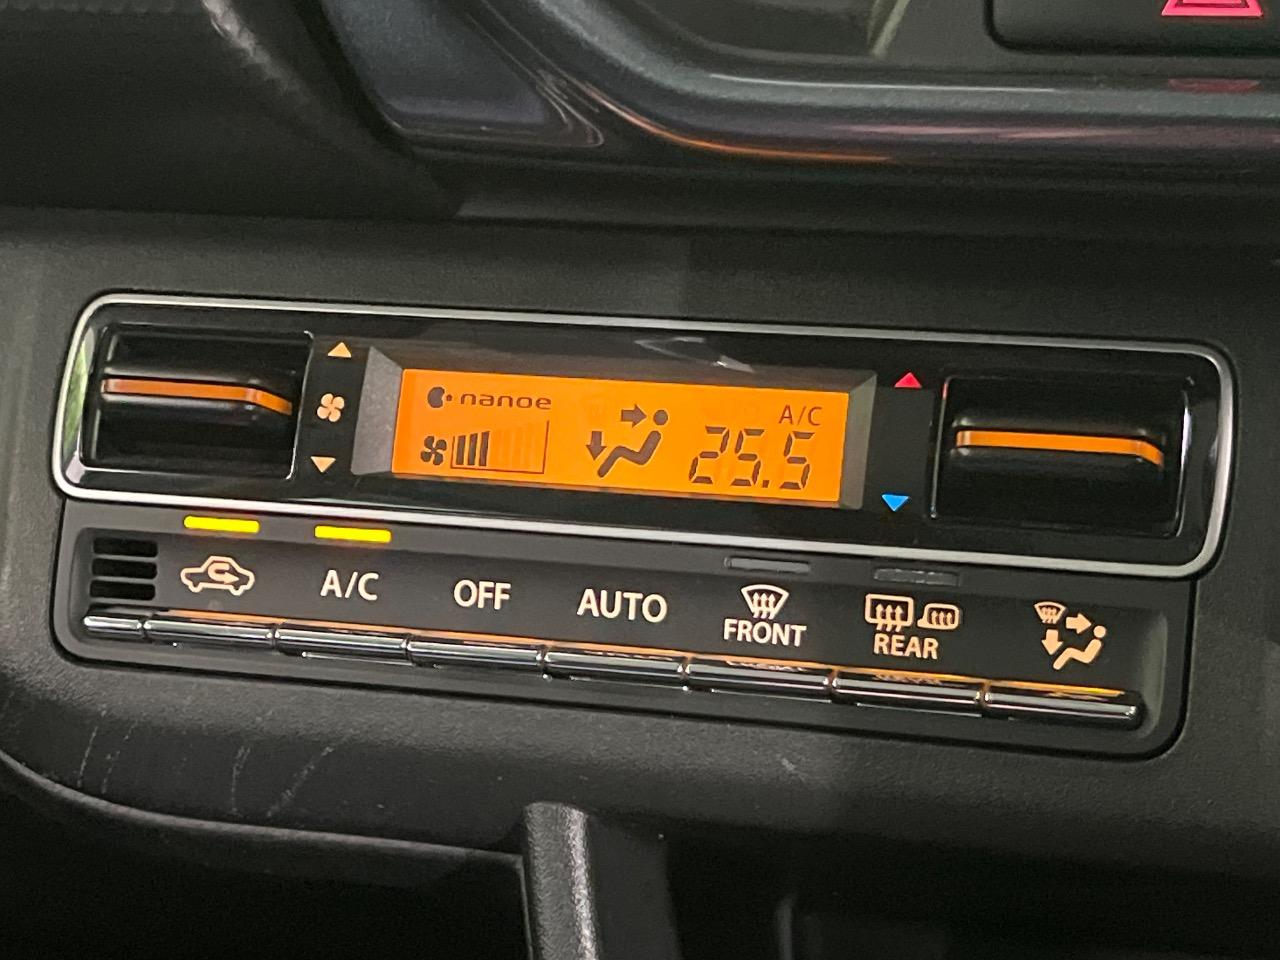 nanoe
A/C
25.5
A/C
OFF
AUTO
FRONT
REAR